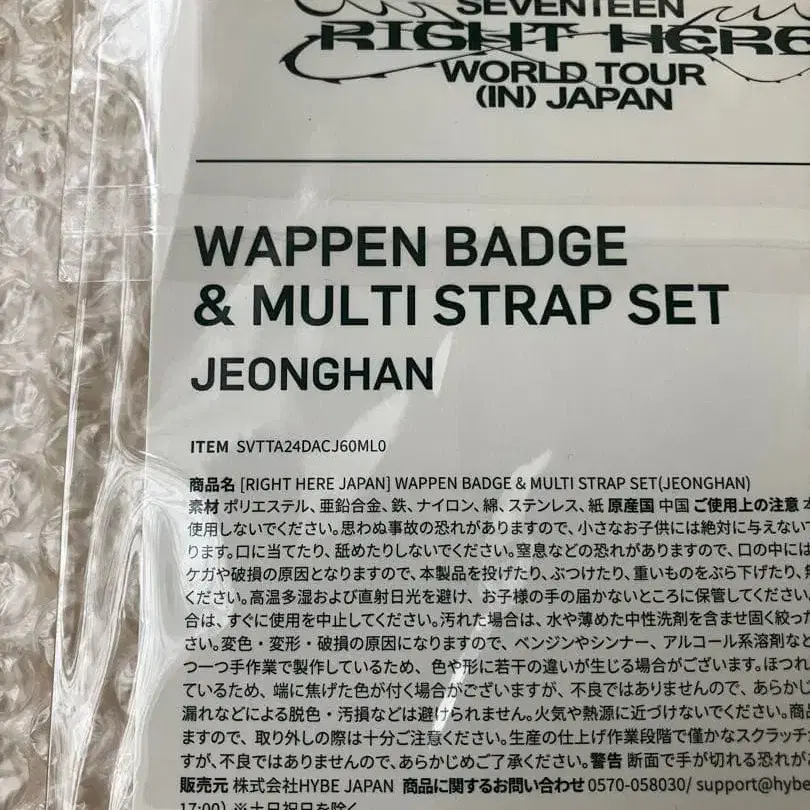 SEVENTEEN
RIGHT HERE
WORLD TOUR
(IN) JAPAN
WAPPEN BADGE
& MULTI STRAP SET
JEONGHAN
ITEM SVTTA24DACJ60ML0
商品名 [RIGHT HERE JAPAN] WAPPEN BADGE & MULTI STRAP SET(JEONGHAN)
素材 ポリエステル、亜鉛合金、鉄、ナイロン、綿、ステンレス、紙 原産国 中国 ご使用上の注意
使用しないでください。思わぬ事故の恐れがありますので、小さなお子供には絶対に与えない
ります。口に当てたり、舐めたりしないでください。窒息などの恐れがありますので、口の中には
ケガや破損の原因となりますので、本製品を投げたり、ぶつけたり、重いものをぶら下げたり、
ください。高温多湿および直射日光を避け、お子様の手の届かないところに保管してください。
合は、すぐに使用を中止してください。汚れた場合は、水や薄めた中性洗剤を含ませ固く絞った
さい。変色・変形・破損の原因になりますので、ベンジンやシンナー、アルコール系溶剤など
つ一つ手作業で製作しているため、色や形に若干の違いが生じる場合がございます。ほつれ
ているため、端に焦げた色が付く場合がございますが、不良ではありませんので、あらかじ
漏れなどによる脱色・汚損などは避けられません。火気や熱源に近づけないでください。商品
ますので、取り外しの際は十分ご注意ください。生産の仕上げ作業段階で僅かなスクラッチ
すが、不良ではありませんので、あらかじめご了承ください。警告 断面で手が切れる恐れが
販売元 株式会社HYBE JAPAN 商品に関するお問い合わせ 0570-058030/ support@hybe
17:00) ※土日祝日を除く